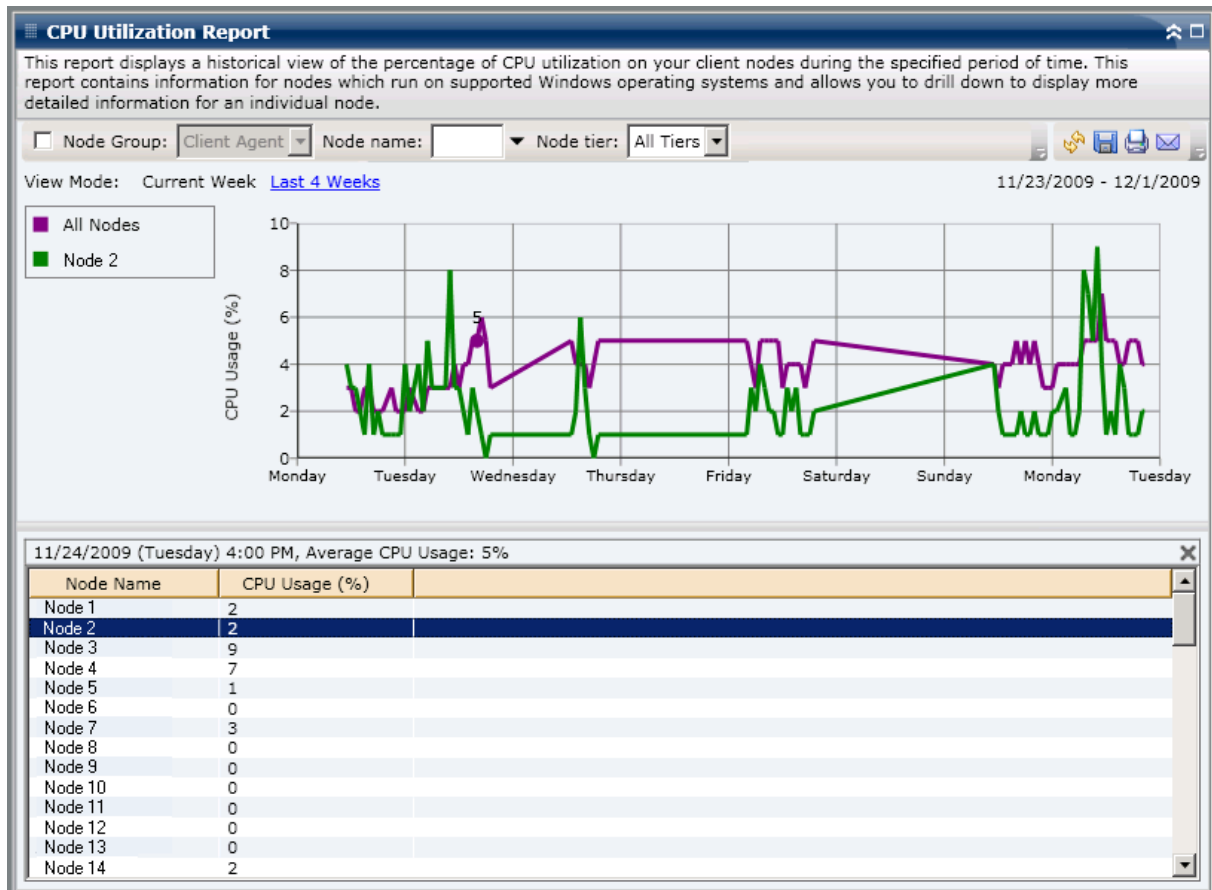 CPU Utilization Report
This report displays a historical view of the percentage of CPU utilization on your client nodes during the specified period of time. This
report contains information for nodes which run on supported Windows operating systems and allows you to drill down to display more
detailed information for an individual node.
Node Group: Client Agent Node name: Node tier: All Tiers
View Mode: Current Week Last 4 Weeks 11/23/2009 - 12/1/2009
All Nodes
Node 2
CPU Usage (%)
10
8
6
4
2
0
5
Monday Tuesday Wednesday Thursday Friday Saturday Sunday Monday Tuesday
11/24/2009 (Tuesday) 4:00 PM, Average CPU Usage: 5%
Node Name CPU Usage (%)
Node 1 2
Node 2 2
Node 3 9
Node 4 7
Node 5 1
Node 6 0
Node 7 3
Node 8 0
Node 9 0
Node 10 0
Node 11 0
Node 12 0
Node 13 0
Node 14 2